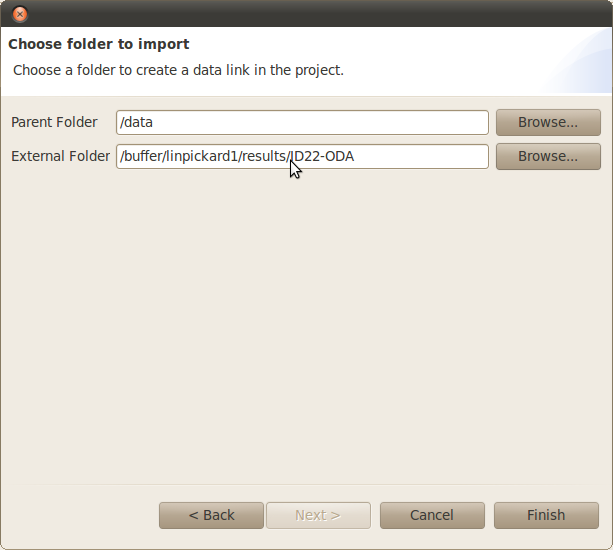 Choose folder to import
Choose a folder to create a data link in the project.
Parent Folder /data Browse...
External Folder /buffer/linpickard1/results/ID22-ODA Browse...
< Back Next > Cancel Finish